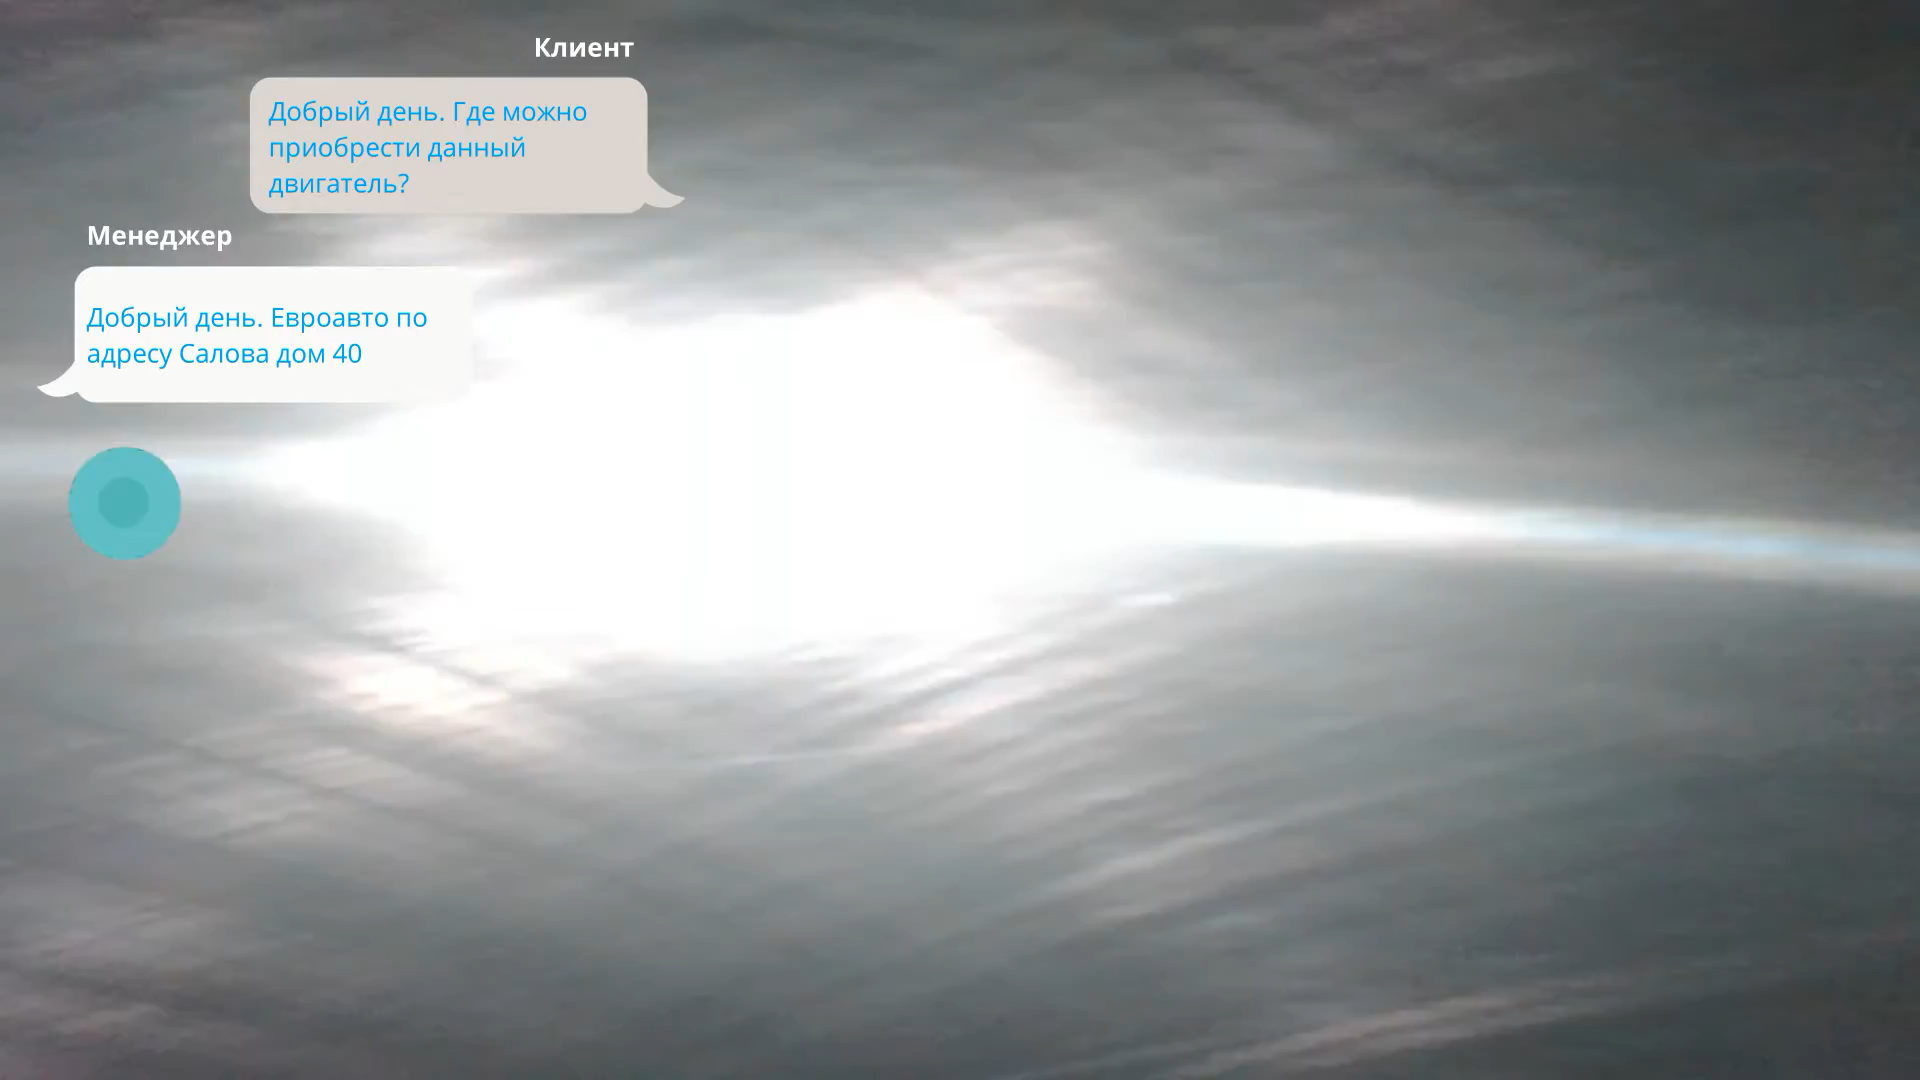 Клиент
Добрый день. Где можно
приобрести данный
двигатель?
Менеджер
Добрый день. Евроавто по
адресу Салова дом 40